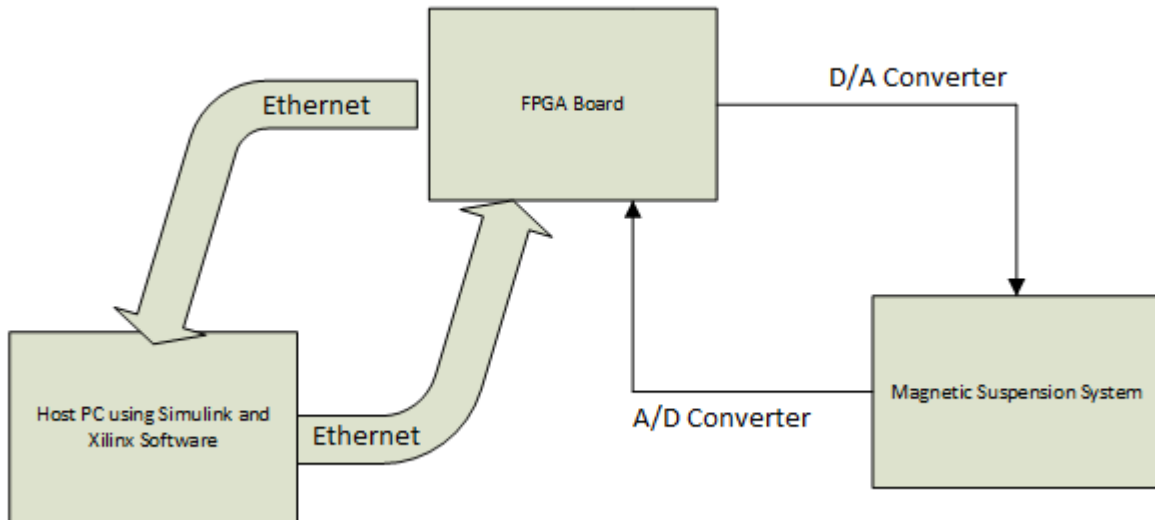 Ethernet
FPGA Board
D/A Converter
Host PC using Simulink and
Xilinx Software
Ethernet
A/D Converter
Magnetic Suspension System